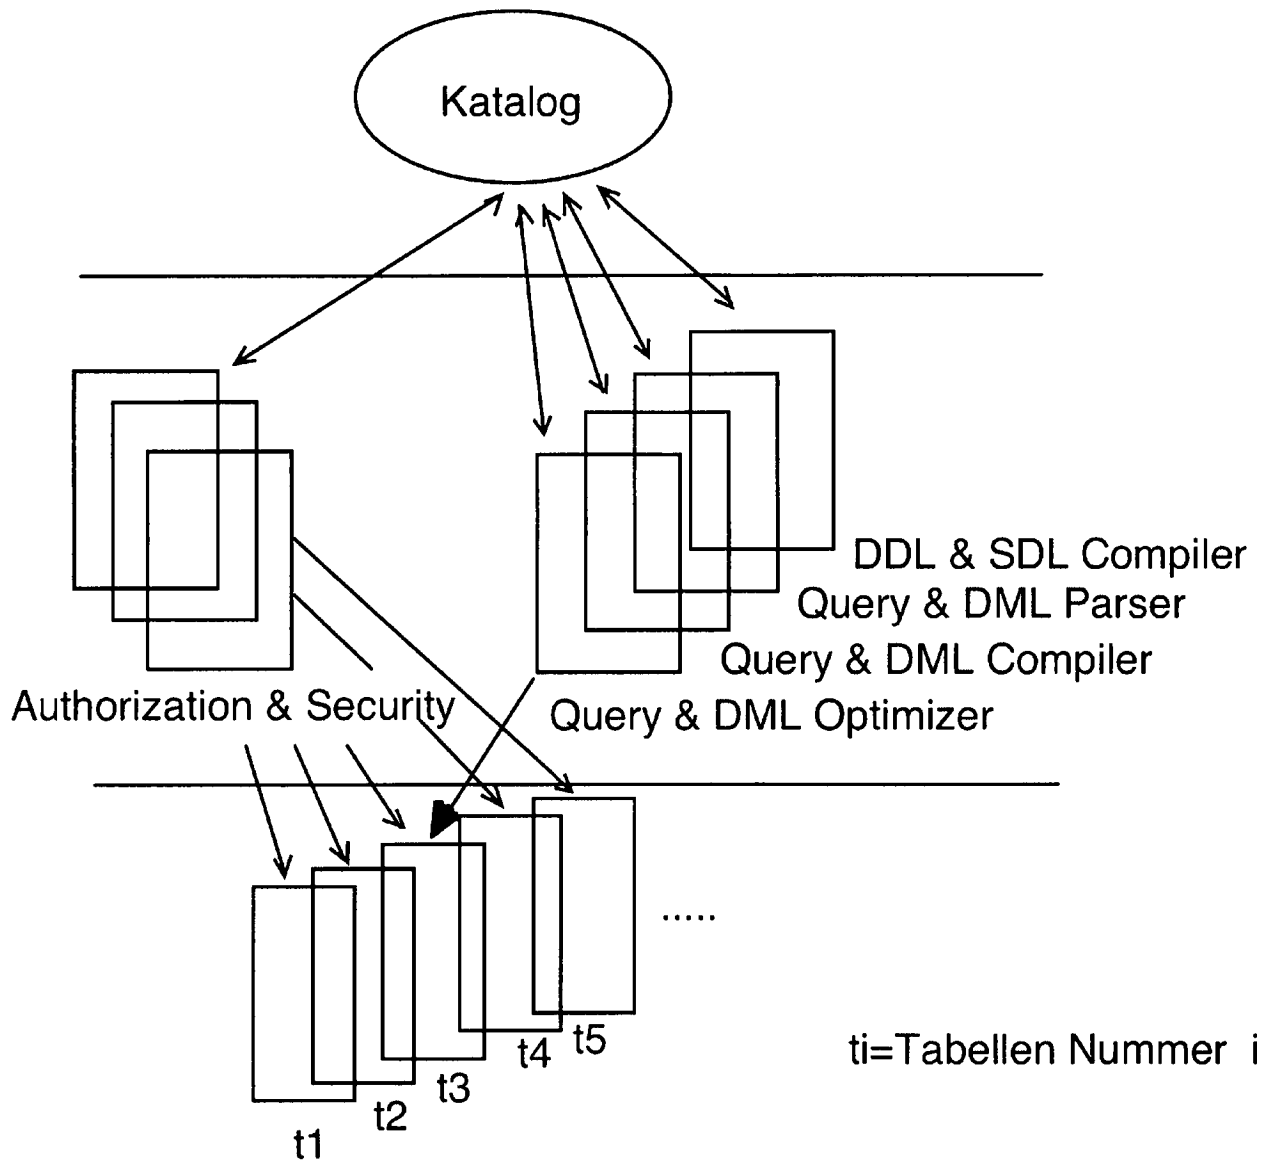 Katalog
DDL & SDL Compiler
Query & DML Parser
Query & DML Compiler
Authorization & Security
Query & DML Optimizer
.....
t5
t4
t3
t2
t1
ti=Tabellen Nummer i